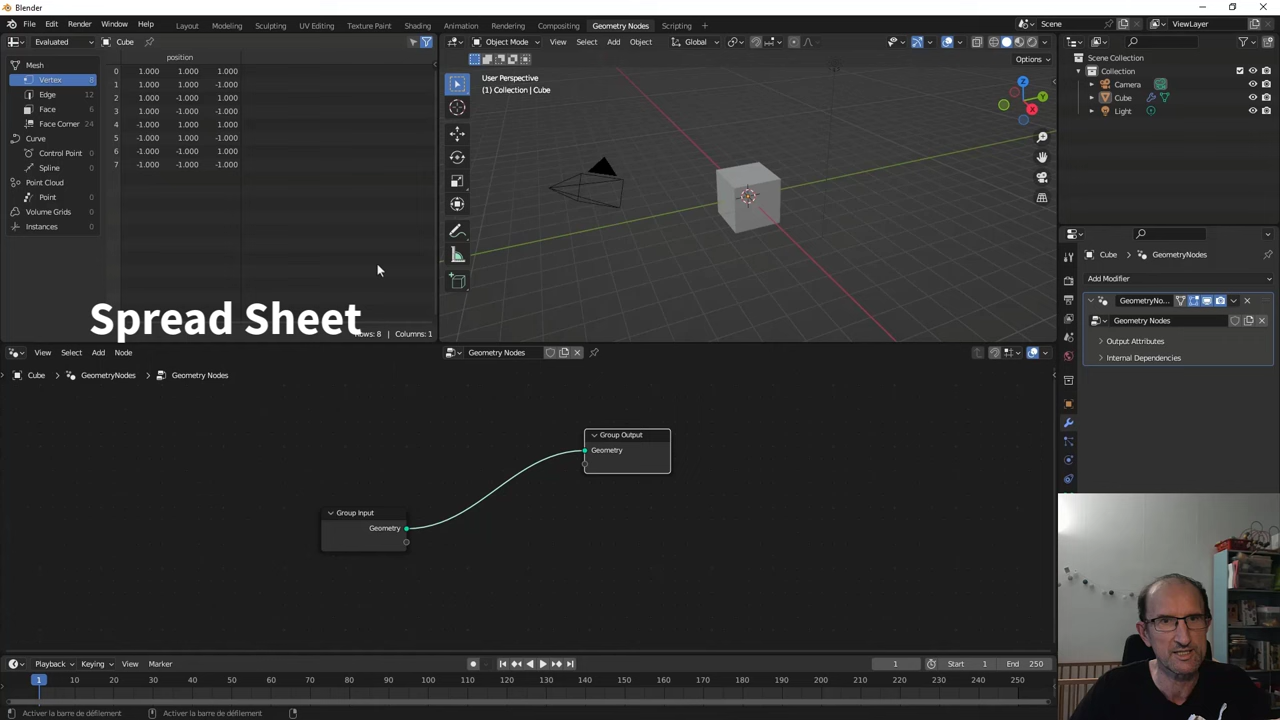 Blender
File Edit Render Window Help Layout Modeling Sculpting UV Editing Texture Paint Shading Animation Rendering Compositing Geometry Nodes Scripting + Scene ViewLayer
Evaluated Cube
Object Mode View Select Add Object Global
Options
position
Mesh
Vertex 8
Edge 12
Face 6
Face Corner 24
Curve
Control Point 0
Spline 0
Point Cloud
Point 0
Volume Grids 0
Instances 0
0 1.000 1.000 1.000
1 1.000 1.000 -1.000
2 1.000 -1.000 1.000
3 1.000 -1.000 -1.000
4 -1.000 1.000 1.000
5 -1.000 1.000 -1.000
6 -1.000 -1.000 1.000
7 -1.000 -1.000 -1.000
Spread Sheet
Rows: 8 | Columns: 1
User Perspective
(1) Collection | Cube
Z
Y
X
Scene Collection
Collection
Camera
Cube
Light
Cube GeometryNodes
Add Modifier
GeometryNo...
Geometry Nodes
Output Attributes
Internal Dependencies
View Select Add Node Geometry Nodes
Cube GeometryNodes Geometry Nodes
Group Output
Geometry
Group Input
Geometry
Playback Keying View Marker 1 Start 1 End 250
1 10 20 30 40 50 60 70 80 90 100 110 120 130 140 150 160 170 180 190 200 210 220 230 240 250
Activer la barre de défilement Activer la barre de défilement